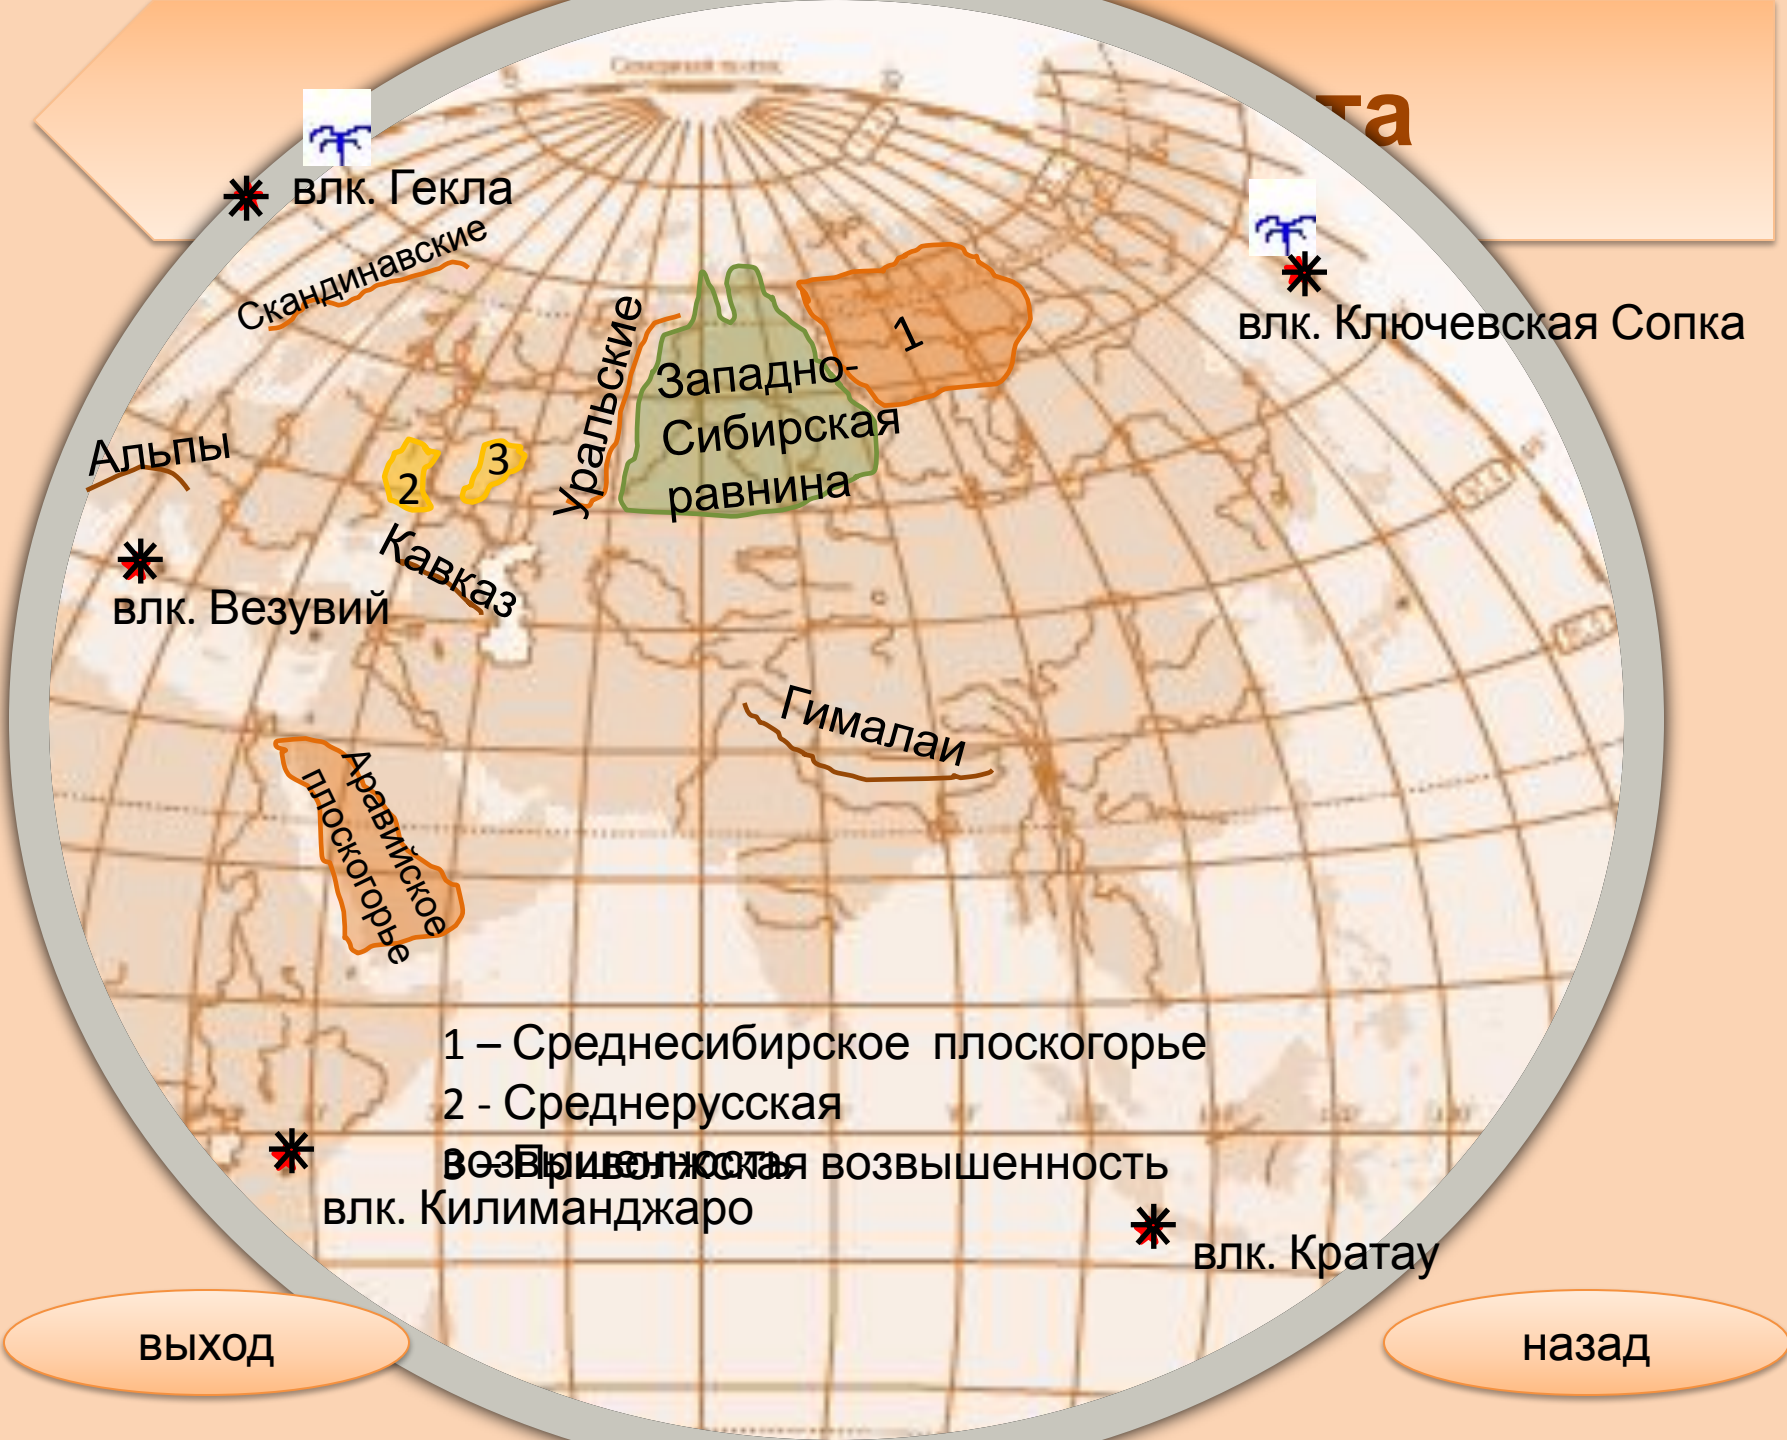 та
влк. Гекла
Скандинавские
влк. Ключевская Сопка
Уральские
1
Западно-
Сибирская
равнина
Альпы
2
3
Кавказ
влк. Везувий
Гималаи
Аравийское
плоскогорье
1 – Среднесибирское плоскогорье
2 - Среднерусская
возвышенность
3 – Приволжская возвышенность
влк. Килиманджаро
влк. Кратау
выход
назад